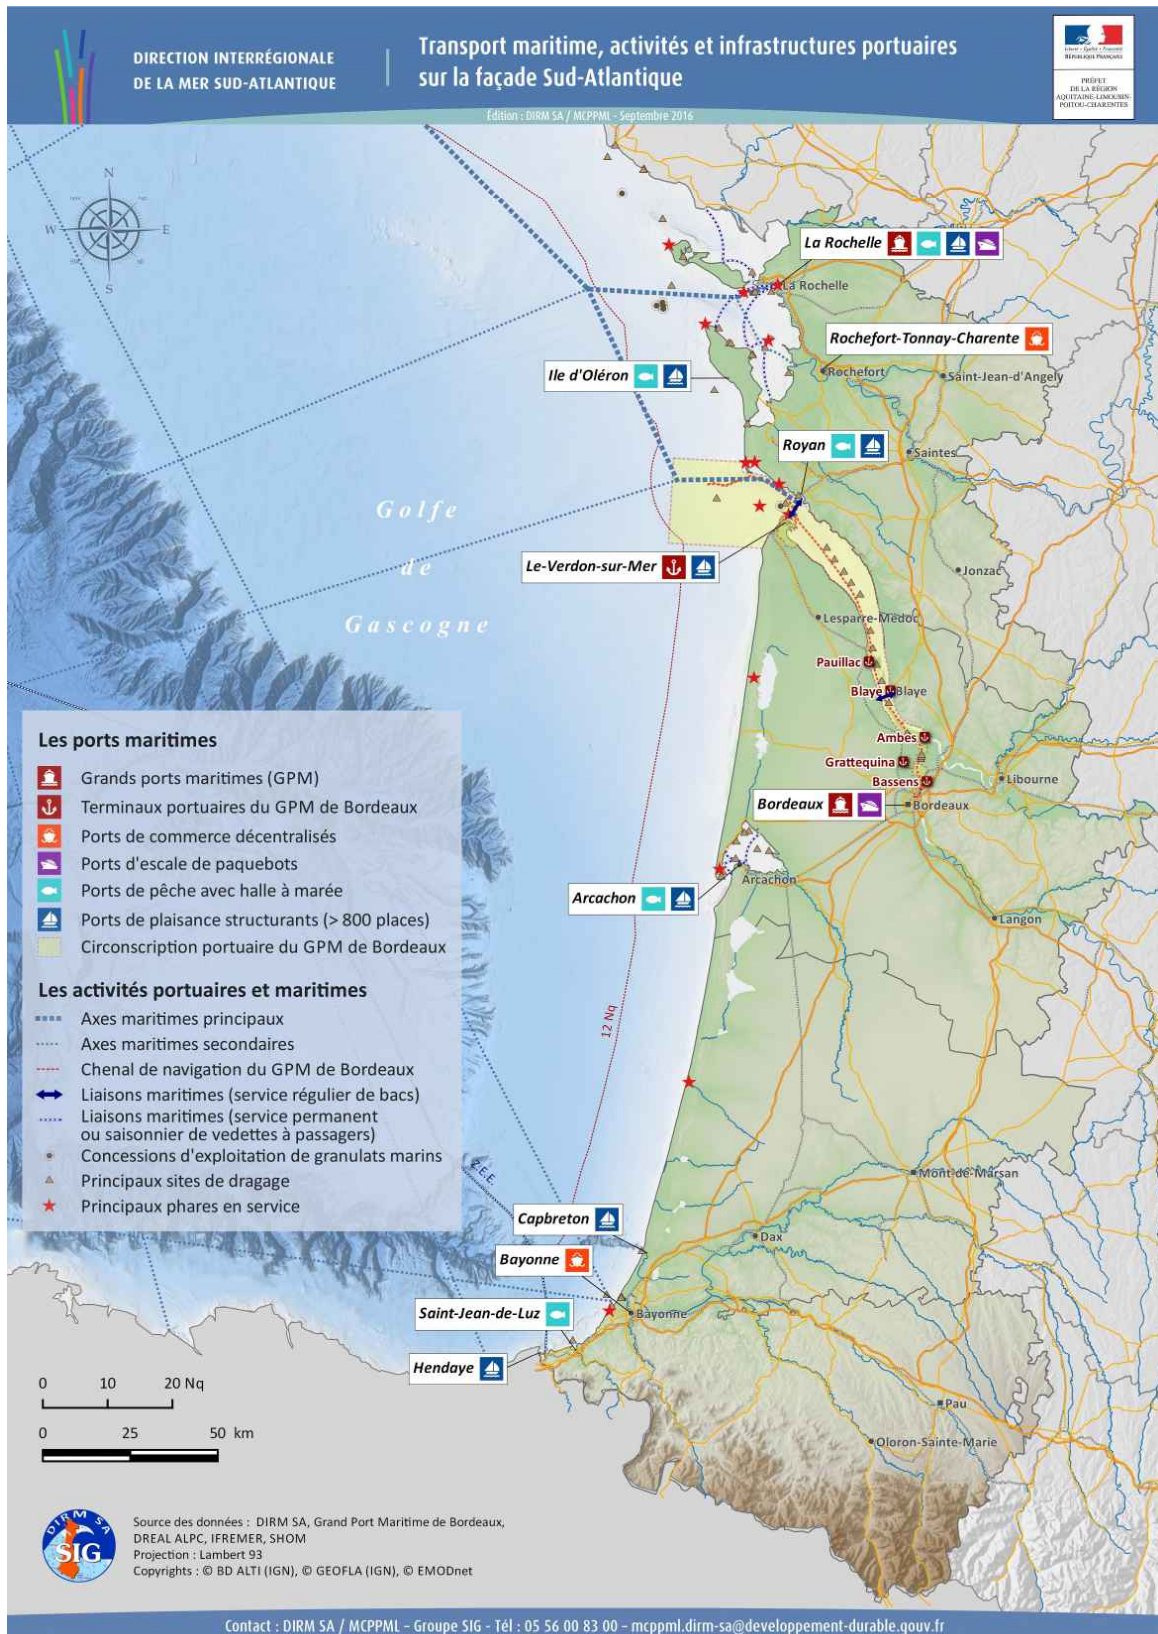 DIRECTION INTERRÉGIONALE
DE LA MER SUD-ATLANTIQUE
Transport maritime, activités et infrastructures portuaires
sur la façade Sud-Atlantique
Édition : DIRM SA / MCPPML - Septembre 2016
Liberté • Égalité • Fraternité
RÉPUBLIQUE FRANÇAISE
PRÉFET
DE LA RÉGION
AQUITAINE-LIMOUSIN-
POITOU-CHARENTES
N
W
E
S
La Rochelle
La Rochelle
Rochefort-Tonnay-Charente
Ile d'Oléron
Rochefort
Saint-Jean-d'Angely
Royan
Saintes
Golfe
de
Gascogne
Le-Verdon-sur-Mer
Jonzac
Lesparre-Médoc
Pauillac
Blaye
Blaye
Ambès
Grattequina
Bassens
Libourne
Bordeaux
Bordeaux
Arcachon
Arcachon
Langon
12 Nq
Les ports maritimes
Grands ports maritimes (GPM)
Terminaux portuaires du GPM de Bordeaux
Ports de commerce décentralisés
Ports d'escale de paquebots
Ports de pêche avec halle à marée
Ports de plaisance structurants (> 800 places)
Circonscription portuaire du GPM de Bordeaux
Les activités portuaires et maritimes
Axes maritimes principaux
Axes maritimes secondaires
Chenal de navigation du GPM de Bordeaux
Liaisons maritimes (service régulier de bacs)
Liaisons maritimes (service permanent
ou saisonnier de vedettes à passagers)
Concessions d'exploitation de granulats marins
Principaux sites de dragage
Principaux phares en service
Z.E.E.
Mont-de-Marsan
Capbreton
Dax
Bayonne
Saint-Jean-de-Luz
Bayonne
Hendaye
Pau
Oloron-Sainte-Marie
0 10 20 Nq
0 25 50 km
DIRM SA
SIG
Source des données : DIRM SA, Grand Port Maritime de Bordeaux,
DREAL ALPC, IFREMER, SHOM
Projection : Lambert 93
Copyrights : © BD ALTI (IGN), © GEOFLA (IGN), © EMODnet
Contact : DIRM SA / MCPPML - Groupe SIG - Tél : 05 56 00 83 00 - mcppml.dirm-sa@developpement-durable.gouv.fr